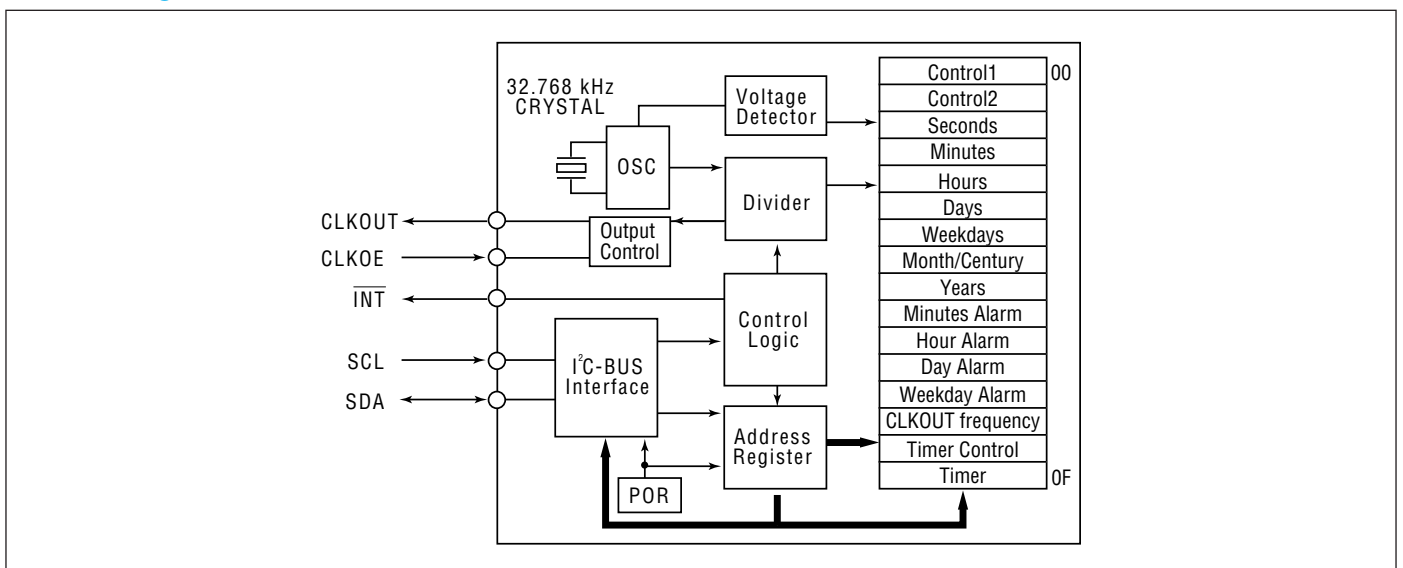 32.768 kHz
CRYSTAL
OSC
Voltage
Detector
Divider
Output
Control
Control
Logic
I²C-BUS
Interface
Address
Register
POR
CLKOUT
CLKOE
INT
SCL
SDA
Control1
00
Control2
Seconds
Minutes
Hours
Days
Weekdays
Month/Century
Years
Minutes Alarm
Hour Alarm
Day Alarm
Weekday Alarm
CLKOUT frequency
Timer Control
Timer
0F